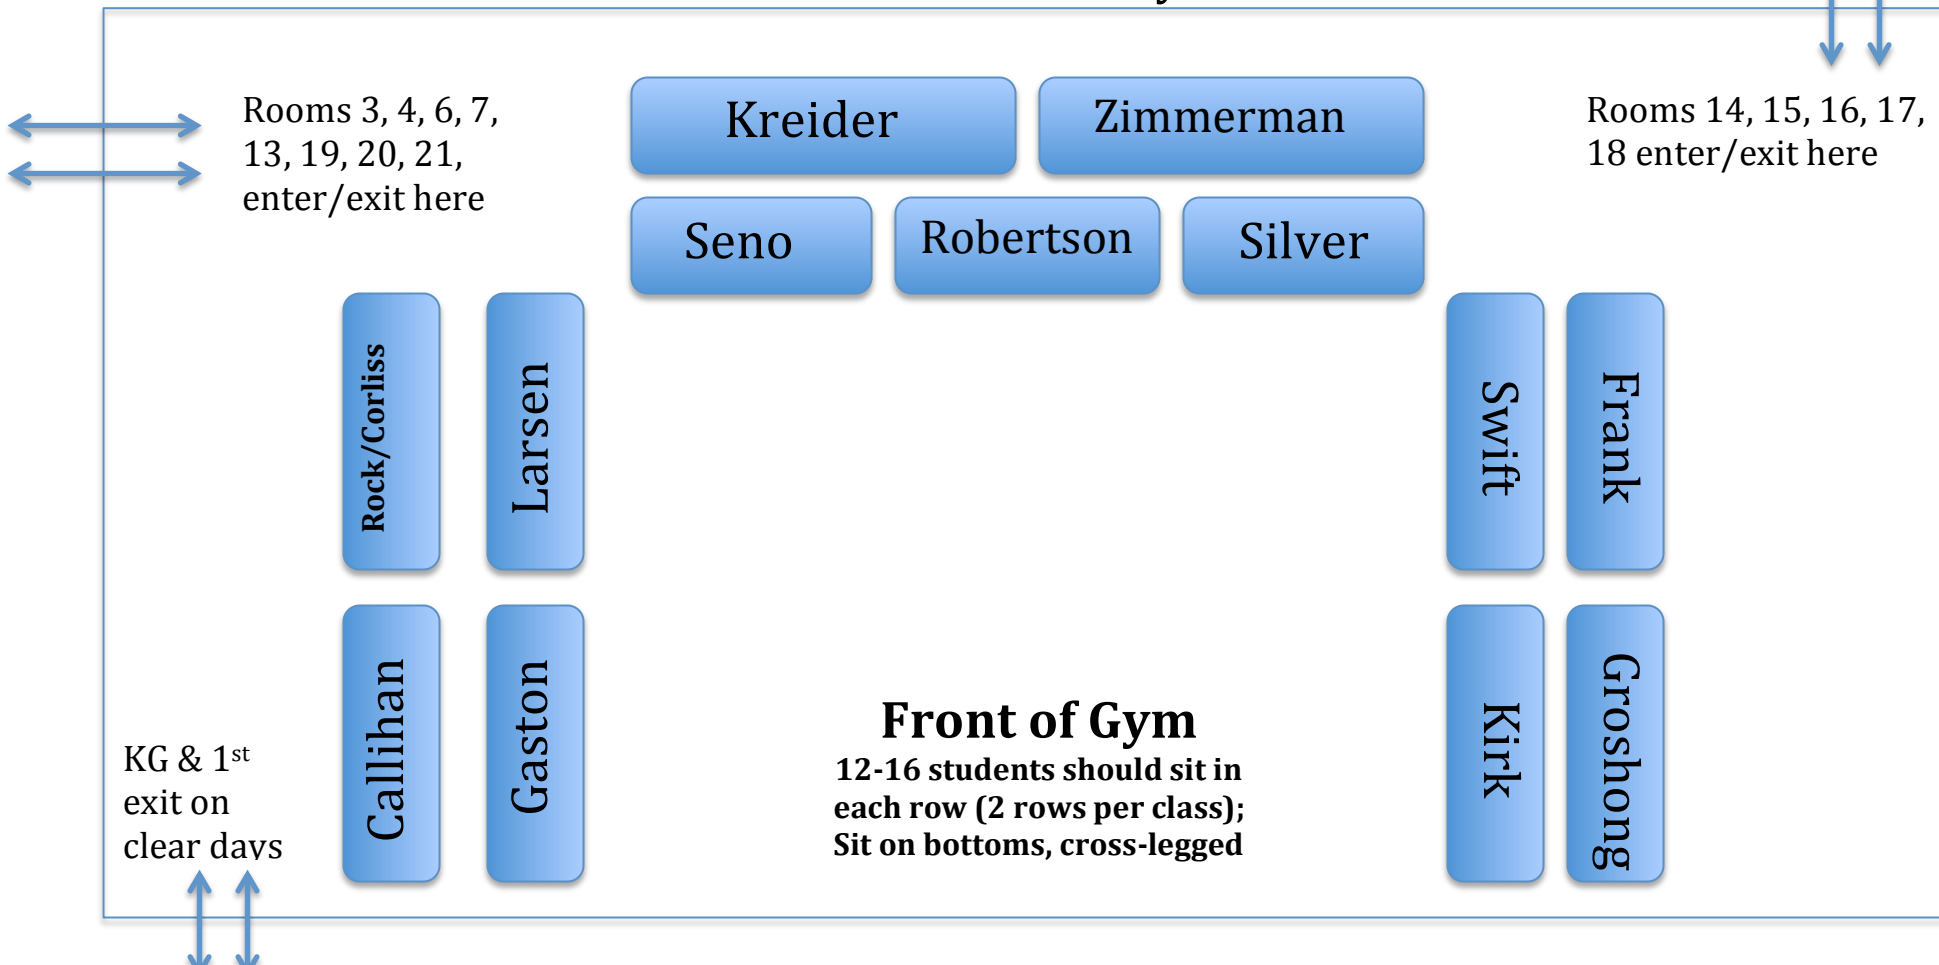 Rooms 3, 4, 6, 7,
13, 19, 20, 21,
enter/exit here
Kreider
Zimmerman
Rooms 14, 15, 16, 17,
18 enter/exit here
Seno
Robertson
Silver
Rock/Corliss
Larsen
Swift
Frank
Callihan
Gaston
Kirk
Groshong
KG & 1st
exit on
clear days
Front of Gym
12-16 students should sit in
each row (2 rows per class);
Sit on bottoms, cross-legged